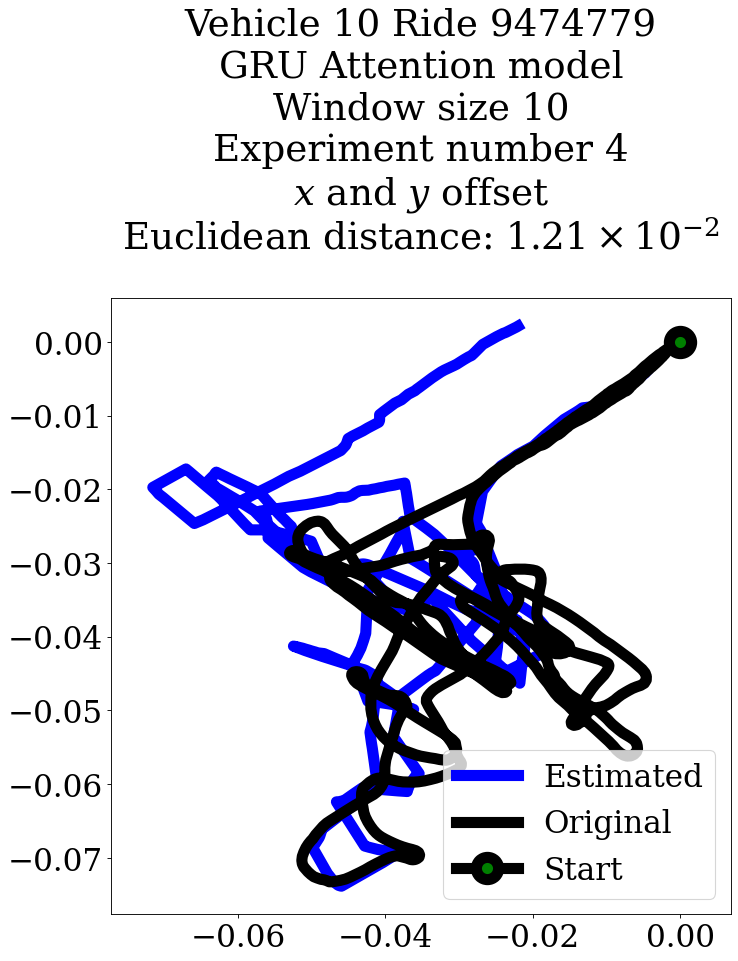 Vehicle 10 Ride 9474779
GRU Attention model
Window size 10
Experiment number 4
x and y offset
Euclidean distance: 1.21 × 10⁻²
0.00
−0.01
−0.02
−0.03
−0.04
−0.05
−0.06
−0.07
Estimated
Original
Start
−0.06
−0.04
−0.02
0.00